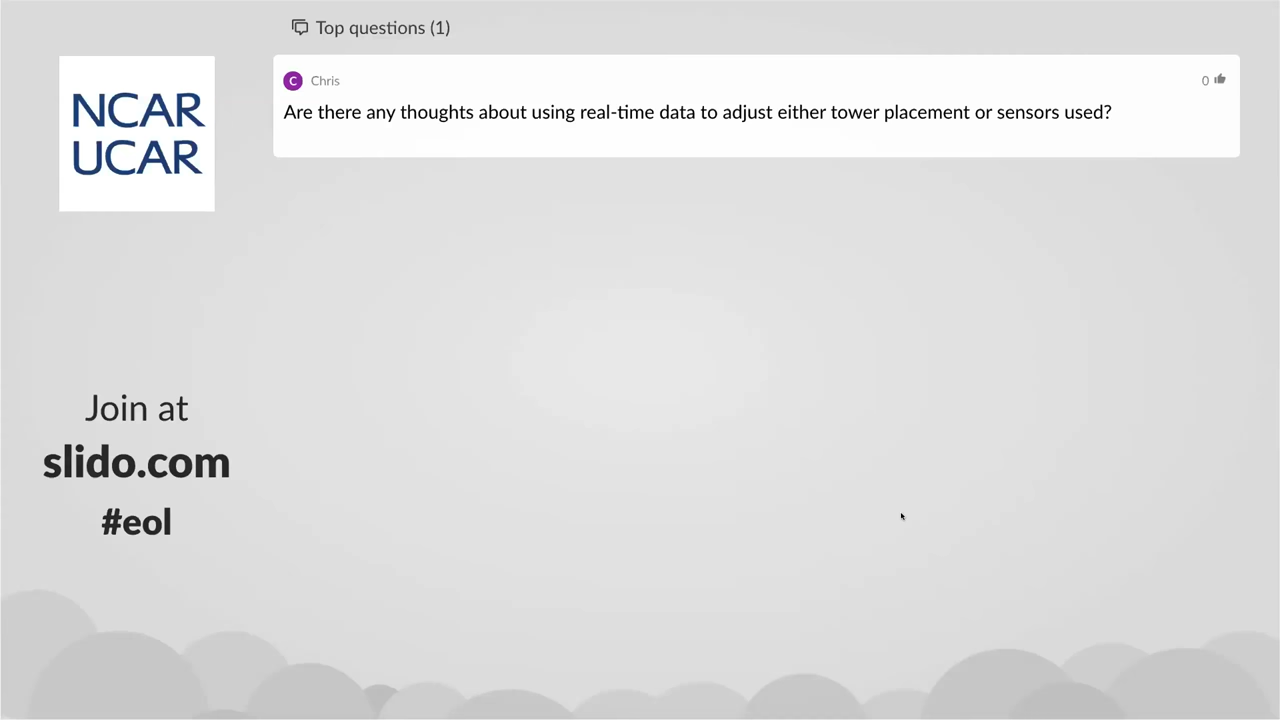 Top questions (1)
NCAR
UCAR
C Chris 0
Are there any thoughts about using real-time data to adjust either tower placement or sensors used?
Join at
slido.com
#eol